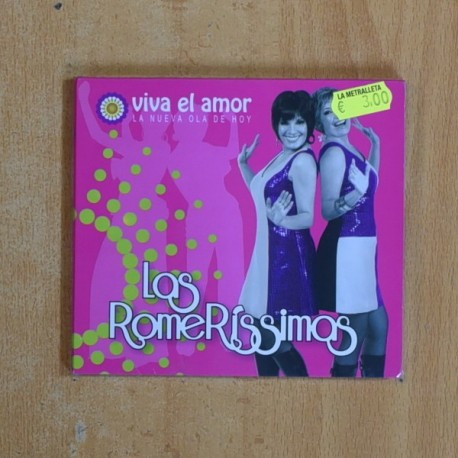 viva el amor
LA NUEVA OLA DE HOY
LA METRALLETA
€ 3,00
Los
RomeRíssimos